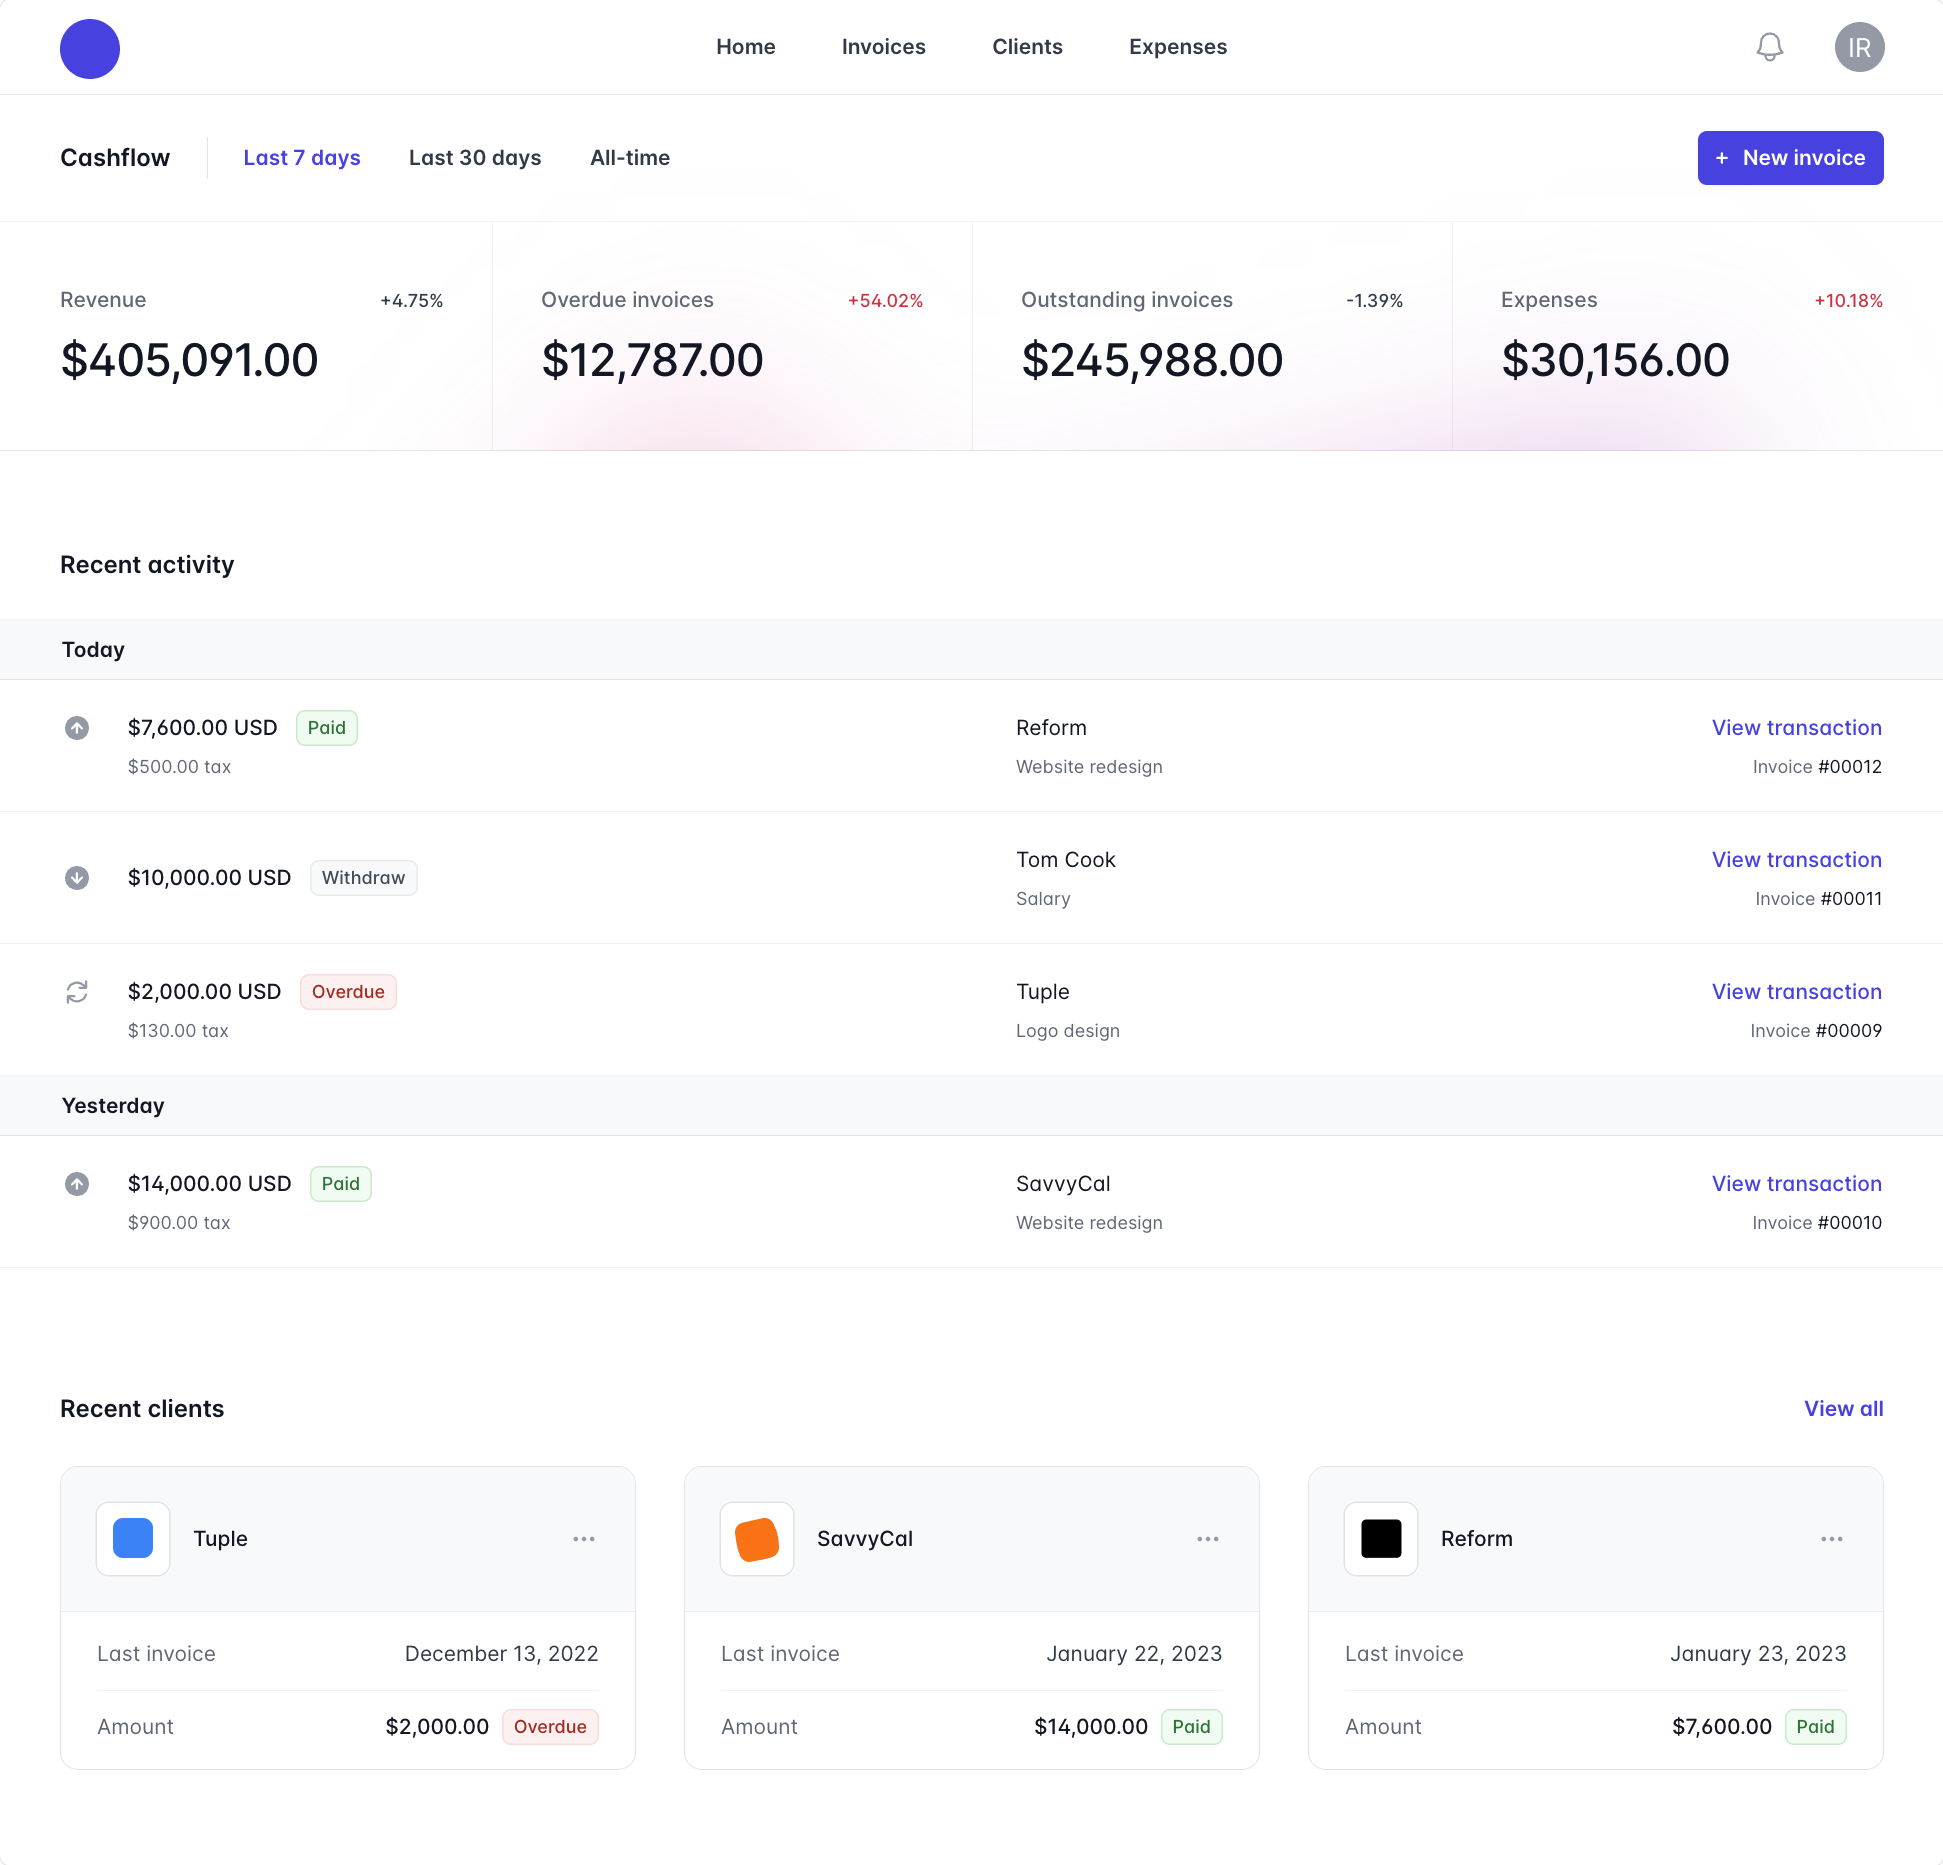 Home Invoices Clients Expenses IR
Cashflow Last 7 days Last 30 days All-time + New invoice
Revenue +4.75% Overdue invoices +54.02% Outstanding invoices -1.39% Expenses +10.18%
$405,091.00 $12,787.00 $245,988.00 $30,156.00
Recent activity
Today
$7,600.00 USD Paid Reform View transaction
$500.00 tax Website redesign Invoice #00012
$10,000.00 USD Withdraw Tom Cook View transaction
Salary Invoice #00011
$2,000.00 USD Overdue Tuple View transaction
$130.00 tax Logo design Invoice #00009
Yesterday
$14,000.00 USD Paid SavvyCal View transaction
$900.00 tax Website redesign Invoice #00010
Recent clients View all
Tuple SavvyCal Reform
Last invoice December 13, 2022 Last invoice January 22, 2023 Last invoice January 23, 2023
Amount $2,000.00 Overdue Amount $14,000.00 Paid Amount $7,600.00 Paid